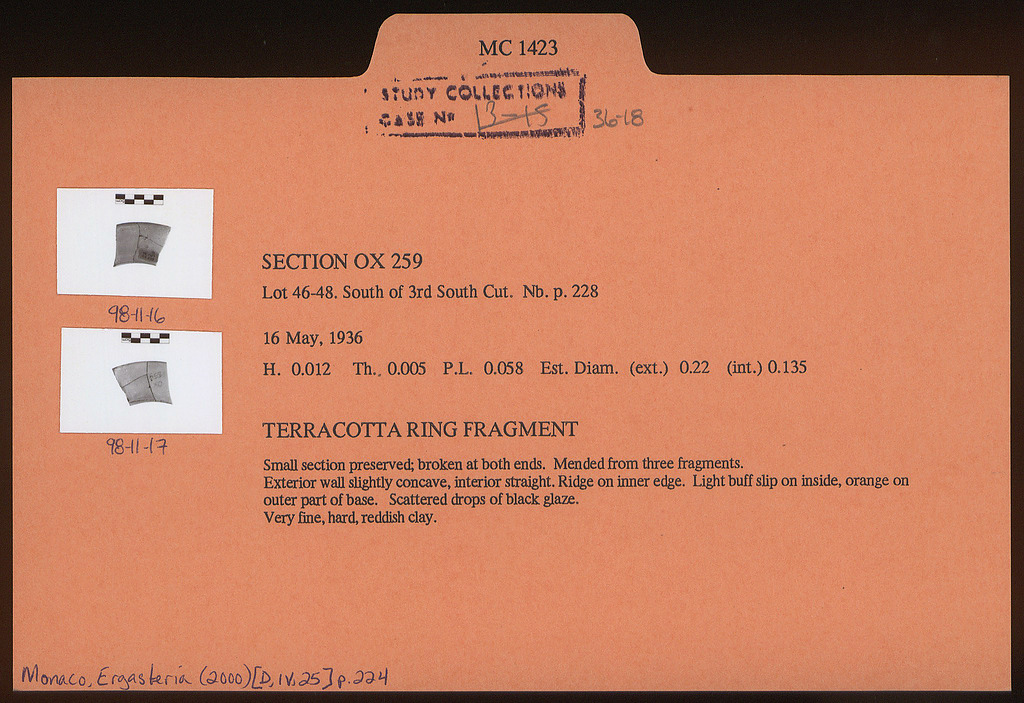 MC 1423
STUDY COLLECTIONS
CASE Nº 13-15 36-18
98-11-16
98-11-17
SECTION OX 259
Lot 46-48. South of 3rd South Cut. Nb. p. 228
16 May, 1936
H. 0.012 Th., 0.005 P.L. 0.058 Est. Diam. (ext.) 0.22 (int.) 0.135
TERRACOTTA RING FRAGMENT
Small section preserved; broken at both ends. Mended from three fragments.
Exterior wall slightly concave, interior straight. Ridge on inner edge. Light buff slip on inside, orange on
outer part of base. Scattered drops of black glaze.
Very fine, hard, reddish clay.
Monaco, Ergasteria (2000) [D, IV, 25] p. 224